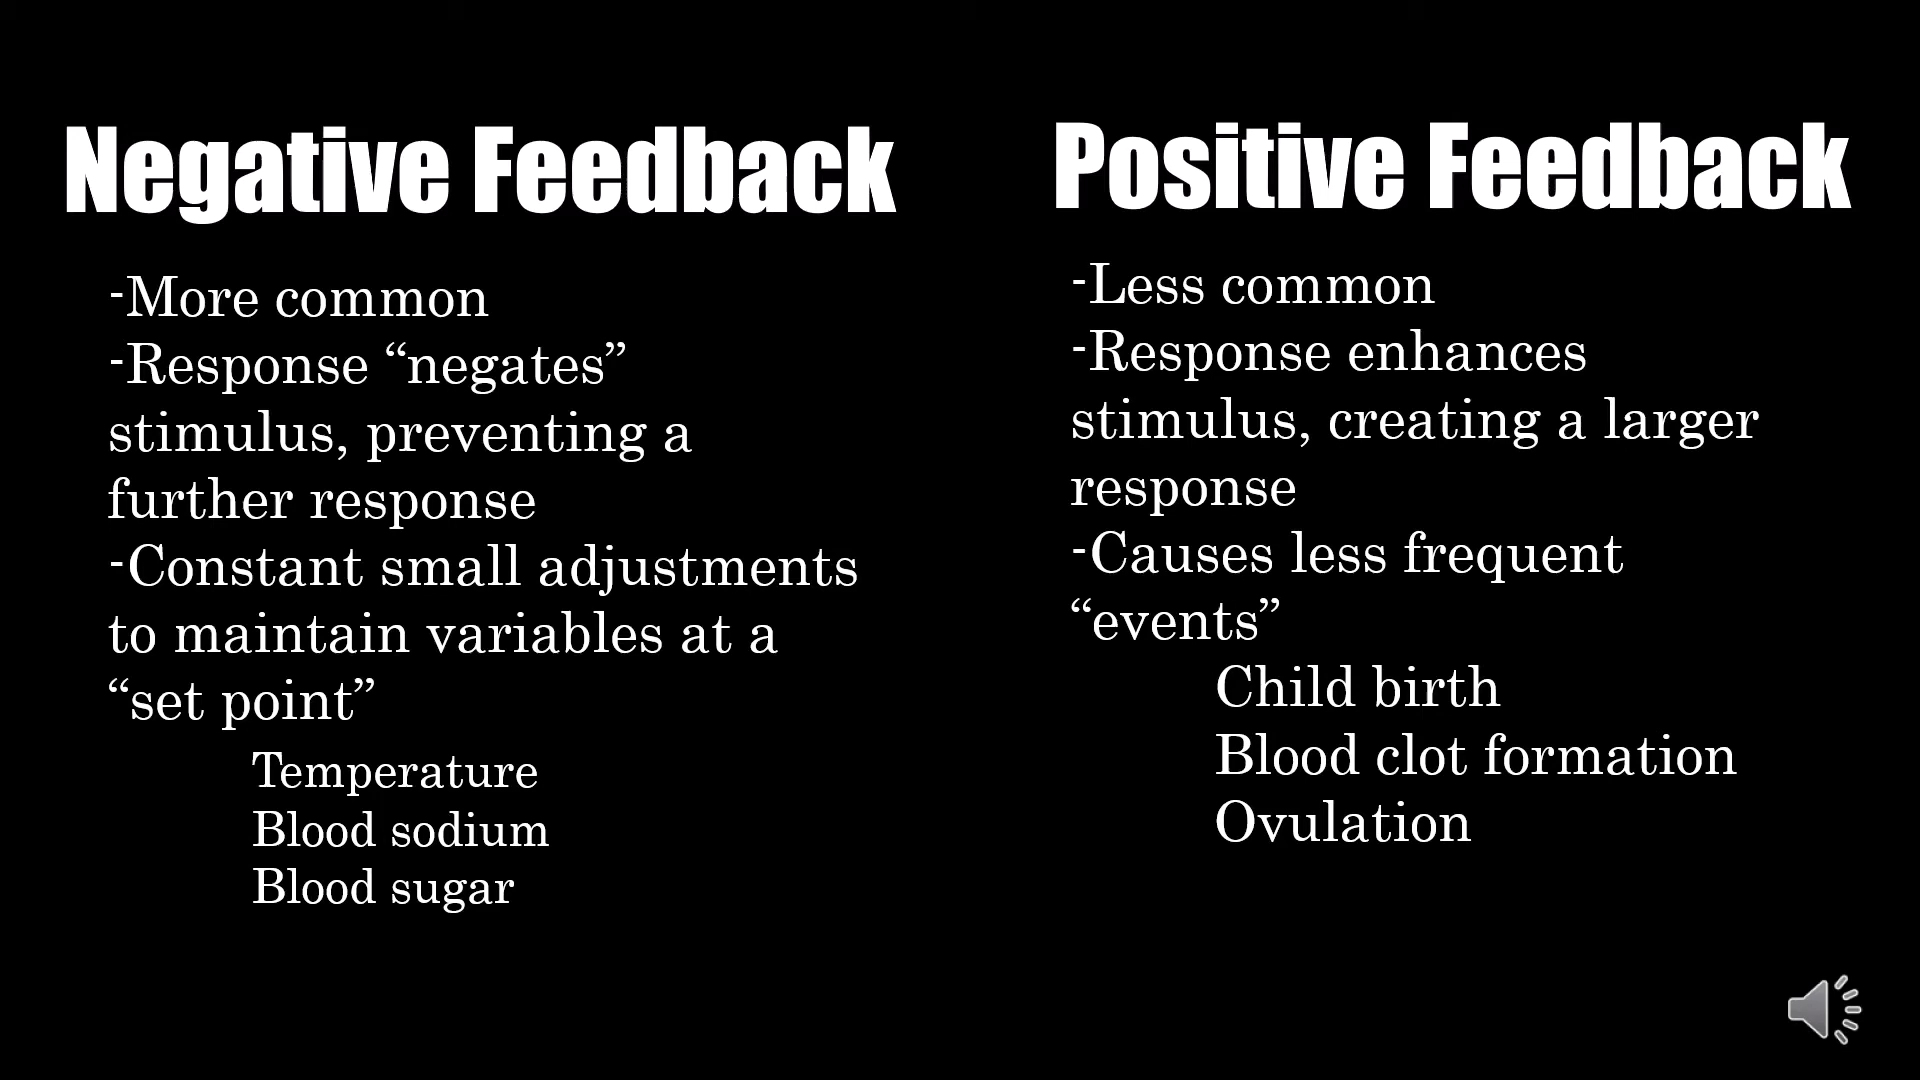 Negative Feedback
-More common
-Response “negates”
stimulus, preventing a
further response
-Constant small adjustments
to maintain variables at a
“set point”
Temperature
Blood sodium
Blood sugar
Positive Feedback
-Less common
-Response enhances
stimulus, creating a larger
response
-Causes less frequent
“events”
Child birth
Blood clot formation
Ovulation